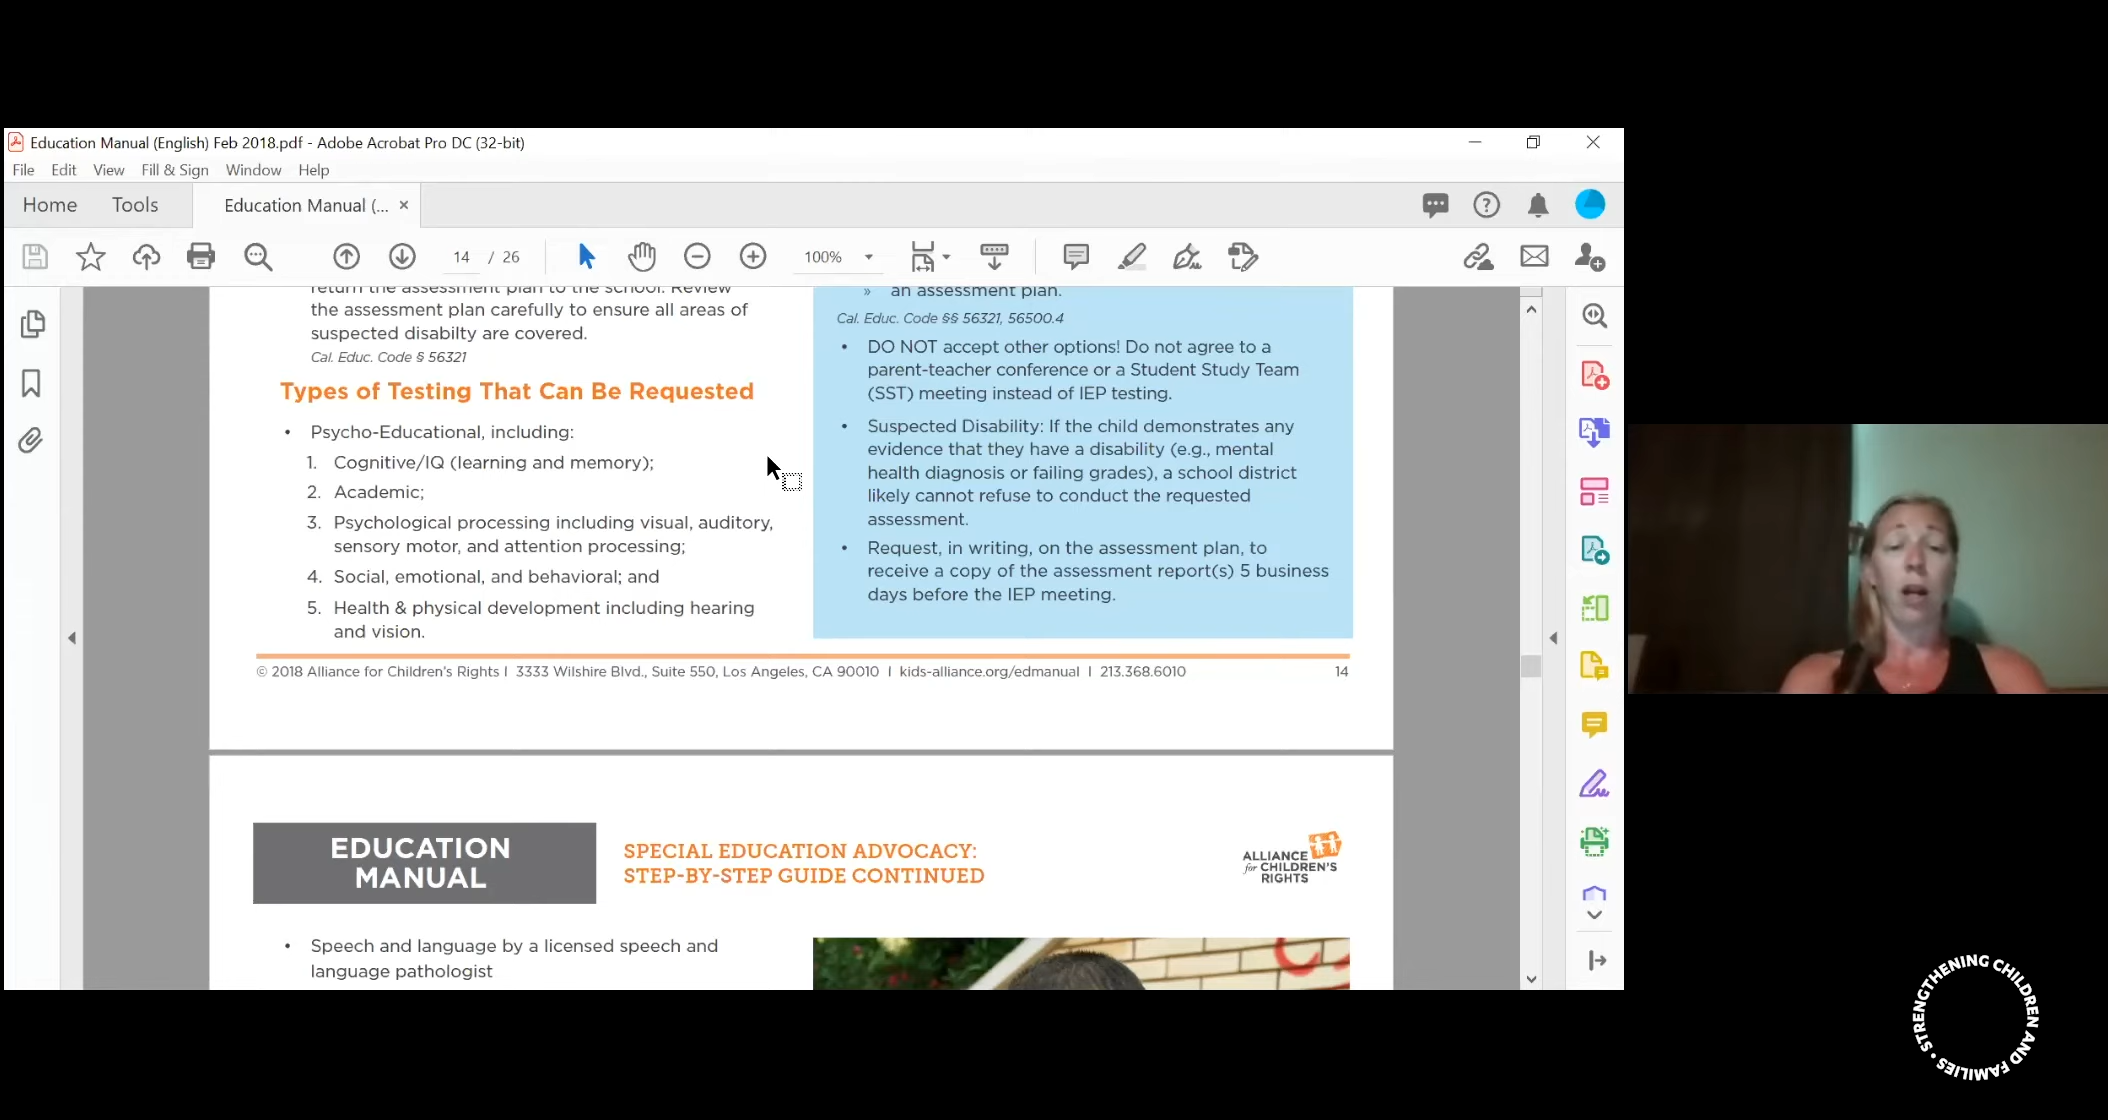 Education Manual (English) Feb 2018.pdf - Adobe Acrobat Pro DC (32-bit)
File Edit View Fill & Sign Window Help
Home Tools Education Manual (... ×
14 / 26 100%
return the assessment plan to the school. Review
the assessment plan carefully to ensure all areas of
suspected disabilty are covered.
Cal. Educ. Code § 56321
Types of Testing That Can Be Requested
• Psycho-Educational, including:
1. Cognitive/IQ (learning and memory);
2. Academic;
3. Psychological processing including visual, auditory,
sensory motor, and attention processing;
4. Social, emotional, and behavioral; and
5. Health & physical development including hearing
and vision.
» an assessment plan.
Cal. Educ. Code §§ 56321, 56500.4
• DO NOT accept other options! Do not agree to a
parent-teacher conference or a Student Study Team
(SST) meeting instead of IEP testing.
• Suspected Disability: If the child demonstrates any
evidence that they have a disability (e.g., mental
health diagnosis or failing grades), a school district
likely cannot refuse to conduct the requested
assessment.
• Request, in writing, on the assessment plan, to
receive a copy of the assessment report(s) 5 business
days before the IEP meeting.
© 2018 Alliance for Children's Rights | 3333 Wilshire Blvd., Suite 550, Los Angeles, CA 90010 | kids-alliance.org/edmanual | 213.368.6010 14
EDUCATION
MANUAL
SPECIAL EDUCATION ADVOCACY:
STEP-BY-STEP GUIDE CONTINUED
ALLIANCE
for CHILDREN'S
RIGHTS
• Speech and language by a licensed speech and
language pathologist
STRENGTHENING CHILDREN AND FAMILIES •